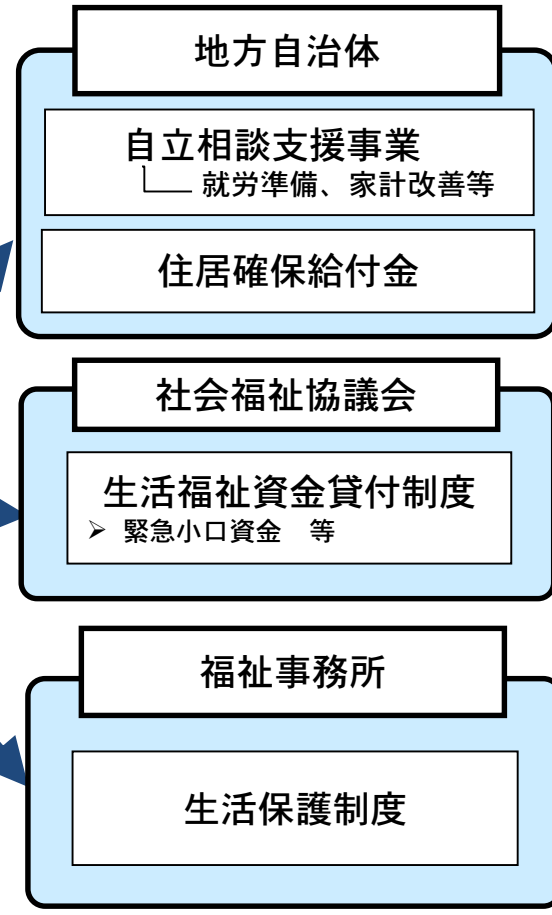 地方自治体
自立相談支援事業
就労準備、家計改善等
住居確保給付金
社会福祉協議会
生活福祉資金貸付制度
➢ 緊急小口資金　等
福祉事務所
生活保護制度